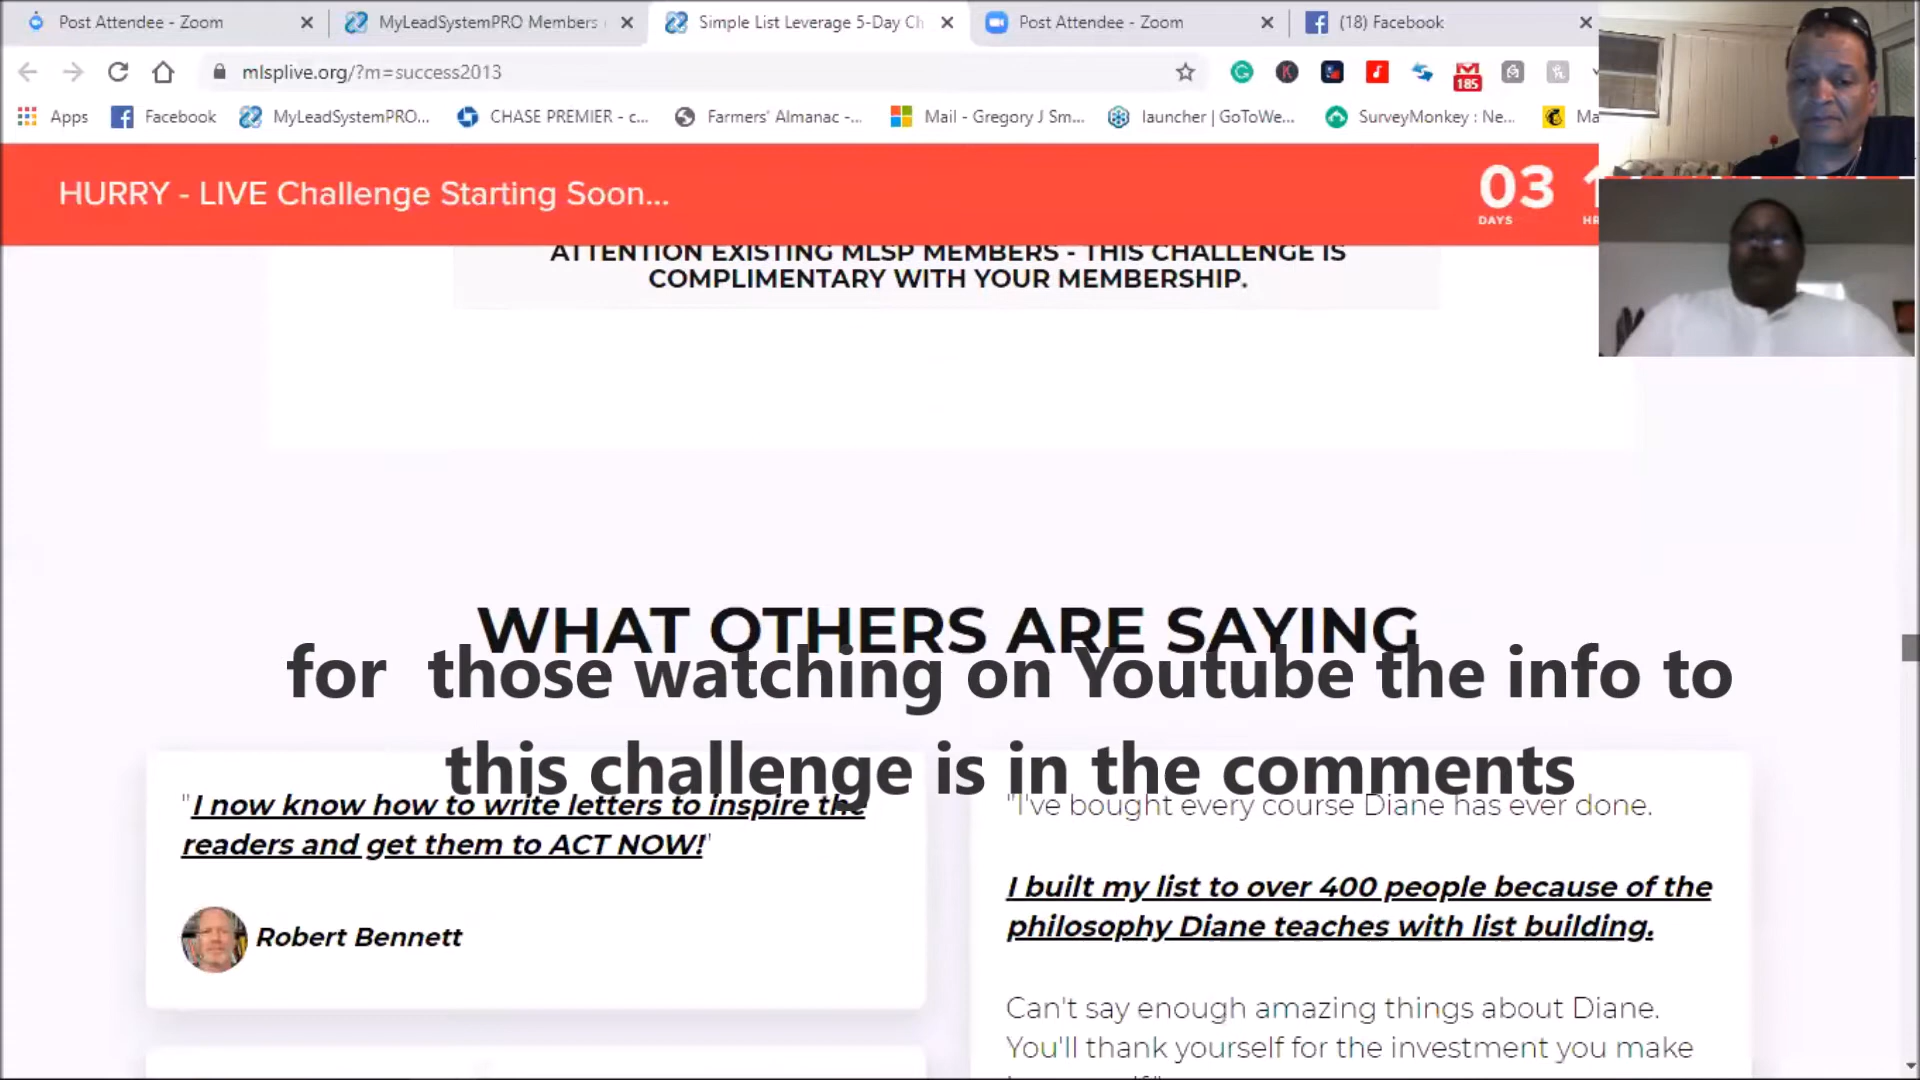 Post Attendee - Zoom
MyLeadSystemPRO Members
Simple List Leverage 5-Day Ch
Post Attendee - Zoom
(18) Facebook
mlsplive.org/?m=success2013
185
Apps
Facebook
MyLeadSystemPRO...
CHASE PREMIER - c...
Farmers' Almanac -...
Mail - Gregory J Sm...
launcher | GoToWe...
SurveyMonkey : Ne...
Ma
HURRY - LIVE Challenge Starting Soon...
03
DAYS
HR
ATTENTION EXISTING MLSP MEMBERS - THIS CHALLENGE IS
COMPLIMENTARY WITH YOUR MEMBERSHIP.
WHAT OTHERS ARE SAYING
for those watching on Youtube the info to
this challenge is in the comments
"I now know how to write letters to inspire the
readers and get them to ACT NOW!"
Robert Bennett
"I've bought every course Diane has ever done.
I built my list to over 400 people because of the
philosophy Diane teaches with list building.
Can't say enough amazing things about Diane.
You'll thank yourself for the investment you make